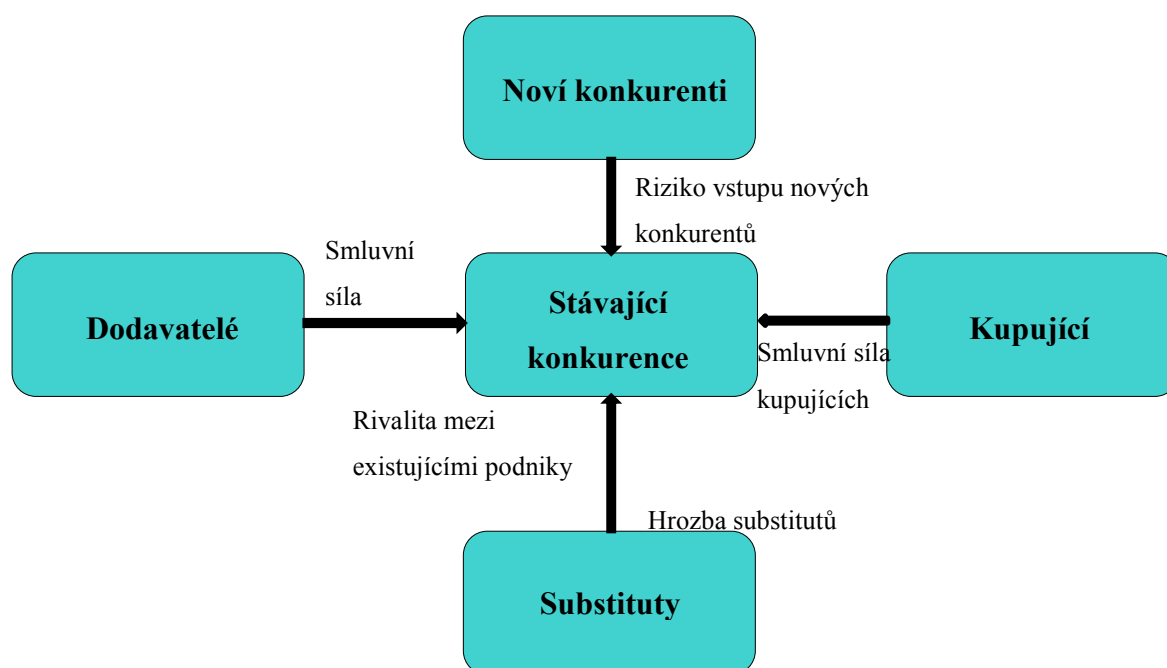 Noví konkurenti
Riziko vstupu nových
konkurentů
Smluvní
síla
Dodavatelé
Stávající
konkurence
Kupující
Smluvní síla
kupujících
Rivalita mezi
existujícími podniky
Hrozba substitutů
Substituty